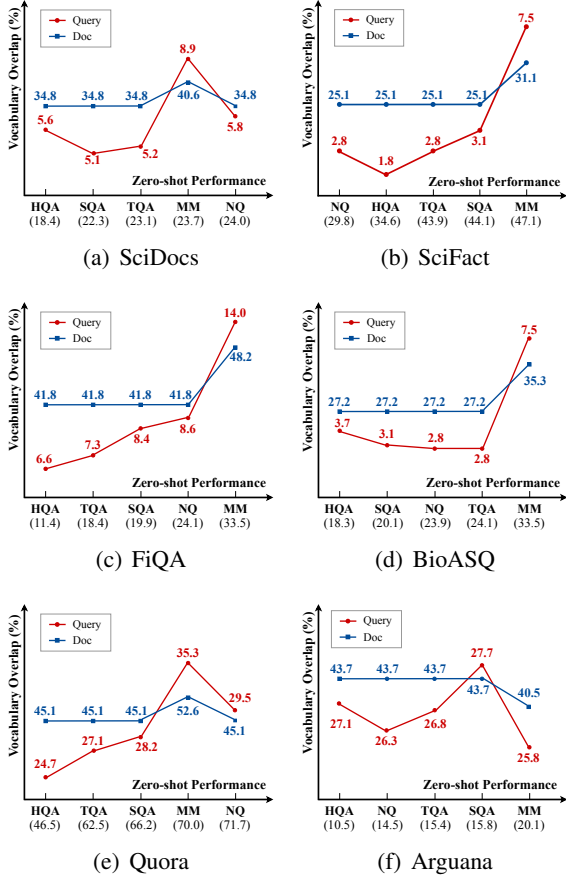 Vocabulary Overlap (%)
Query
Doc
34.8 34.8 34.8 40.6 34.8
5.6 5.1 5.2 8.9 5.8
Zero-shot Performance
HQA SQA TQA MM NQ
(18.4) (22.3) (23.1) (23.7) (24.0)
(a) SciDocs
Vocabulary Overlap (%)
Query
Doc
25.1 25.1 25.1 25.1 31.1
2.8 1.8 2.8 3.1 7.5
Zero-shot Performance
NQ HQA TQA SQA MM
(29.8) (34.6) (43.9) (44.1) (47.1)
(b) SciFact
Vocabulary Overlap (%)
Query
Doc
41.8 41.8 41.8 41.8 48.2
6.6 7.3 8.4 8.6 14.0
Zero-shot Performance
HQA TQA SQA NQ MM
(11.4) (18.4) (19.9) (24.1) (33.5)
(c) FiQA
Vocabulary Overlap (%)
Query
Doc
27.2 27.2 27.2 27.2 35.3
3.7 3.1 2.8 2.8 7.5
Zero-shot Performance
HQA SQA NQ TQA MM
(18.3) (20.1) (23.9) (24.1) (33.5)
(d) BioASQ
Vocabulary Overlap (%)
Query
Doc
45.1 45.1 45.1 52.6 45.1
24.7 27.1 28.2 35.3 29.5
Zero-shot Performance
HQA TQA SQA MM NQ
(46.5) (62.5) (66.2) (70.0) (71.7)
(e) Quora
Vocabulary Overlap (%)
Query
Doc
43.7 43.7 43.7 43.7 40.5
27.1 26.3 26.8 27.7 25.8
Zero-shot Performance
HQA NQ TQA SQA MM
(10.5) (14.5) (15.4) (15.8) (20.1)
(f) Arguana